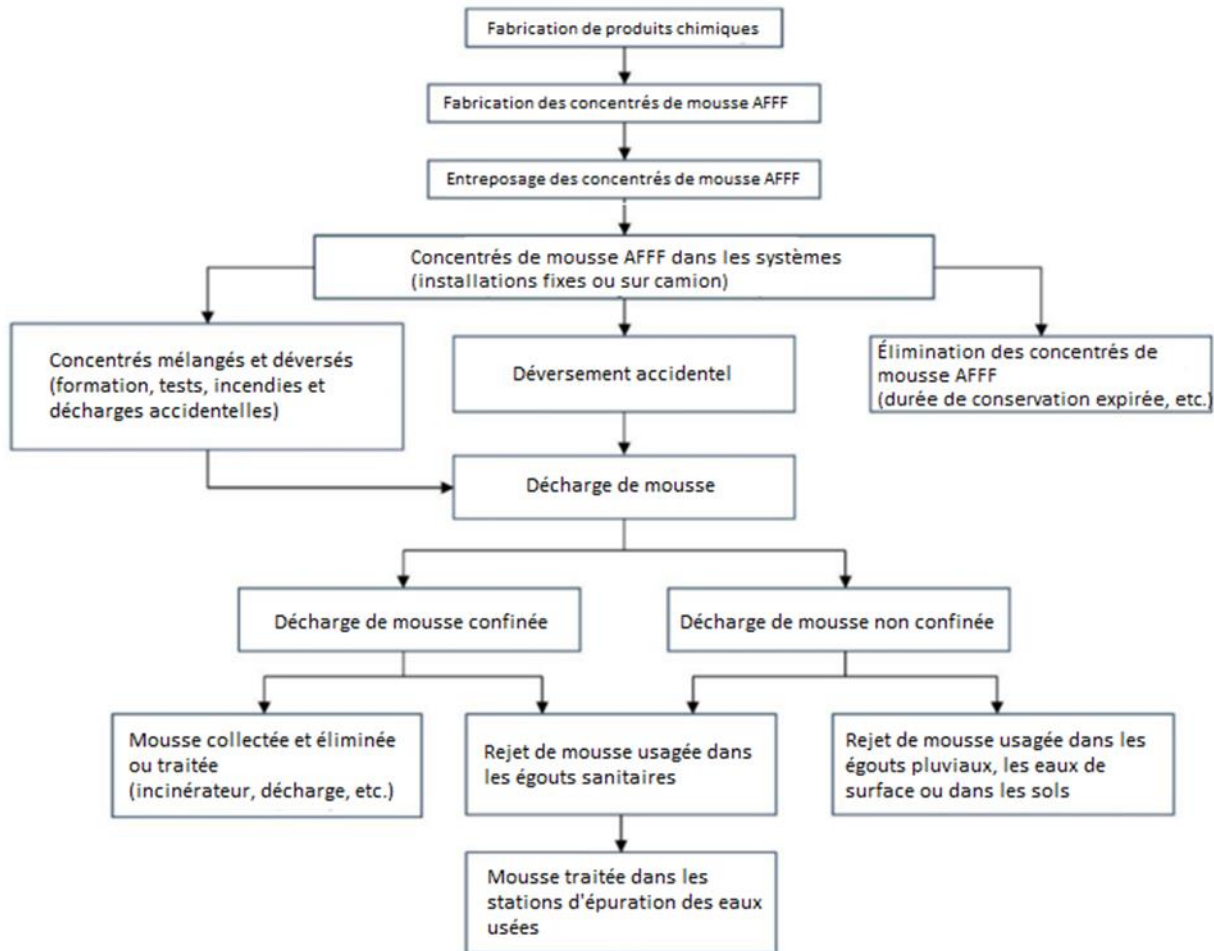 Fabrication de produits chimiques
Fabrication des concentrés de mousse AFFF
Entreposage des concentrés de mousse AFFF
Concentrés de mousse AFFF dans les systèmes
(installations fixes ou sur camion)
Concentrés mélangés et déversés
(formation, tests, incendies et
décharges accidentelles)
Déversement accidentel
Élimination des concentrés de
mousse AFFF
(durée de conservation expirée, etc.)
Décharge de mousse
Décharge de mousse confinée
Décharge de mousse non confinée
Mousse collectée et éliminée
ou traitée
(incinérateur, décharge, etc.)
Rejet de mousse usagée dans
les égouts sanitaires
Rejet de mousse usagée dans les
égouts pluviaux, les eaux de
surface ou dans les sols
Mousse traitée dans les
stations d'épuration des eaux
usées